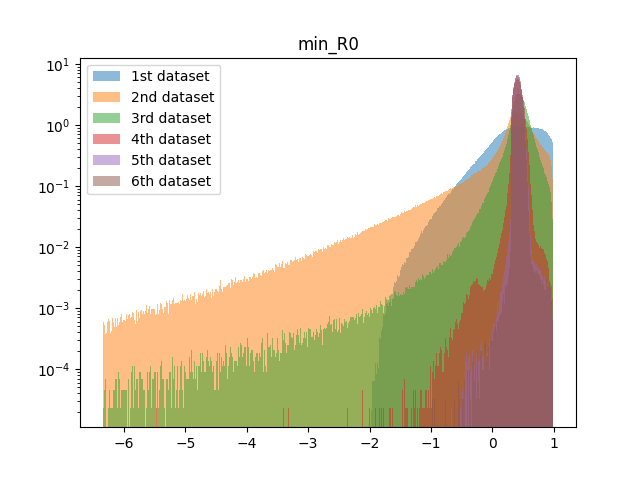 min_R0
1st dataset
2nd dataset
3rd dataset
4th dataset
5th dataset
6th dataset
10¹
10⁰
10⁻¹
10⁻²
10⁻³
10⁻⁴
−6 −5 −4 −3 −2 −1 0 1